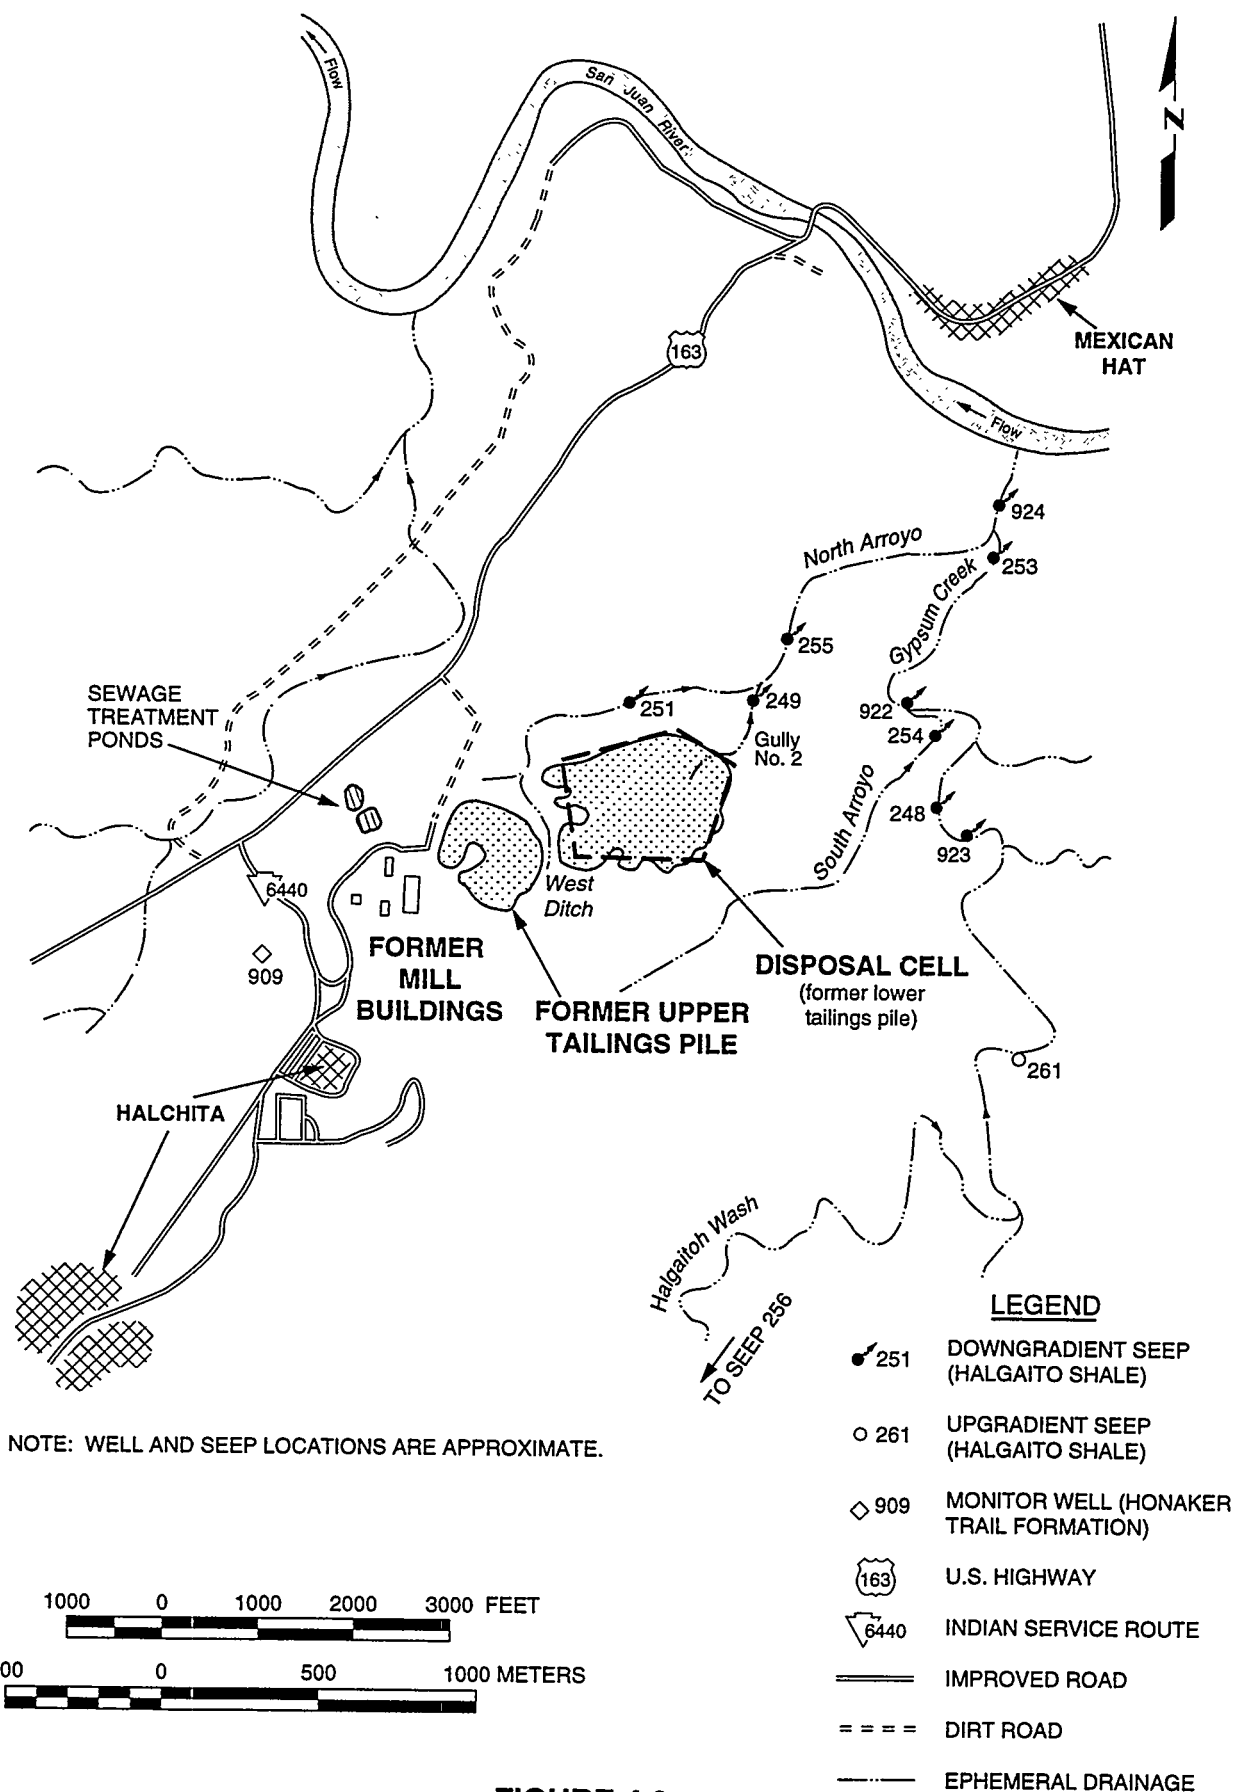 Flow
San Juan River
N
163
MEXICAN
HAT
Flow
924
North Arroyo
253
Gypsum Creek
255
SEWAGE
TREATMENT
PONDS
251
249
922
254
Gully
No. 2
South Arroyo
248
923
6440
West
Ditch
909
FORMER
MILL
BUILDINGS
DISPOSAL CELL
(former lower
tailings pile)
FORMER UPPER
TAILINGS PILE
261
HALCHITA
Halgaitoh Wash
TO SEEP 256
LEGEND
251 DOWNGRADIENT SEEP
(HALGAITO SHALE)
261 UPGRADIENT SEEP
(HALGAITO SHALE)
909 MONITOR WELL (HONAKER
TRAIL FORMATION)
163 U.S. HIGHWAY
6440 INDIAN SERVICE ROUTE
IMPROVED ROAD
DIRT ROAD
EPHEMERAL DRAINAGE
NOTE: WELL AND SEEP LOCATIONS ARE APPROXIMATE.
1000 0 1000 2000 3000 FEET
00 0 500 1000 METERS